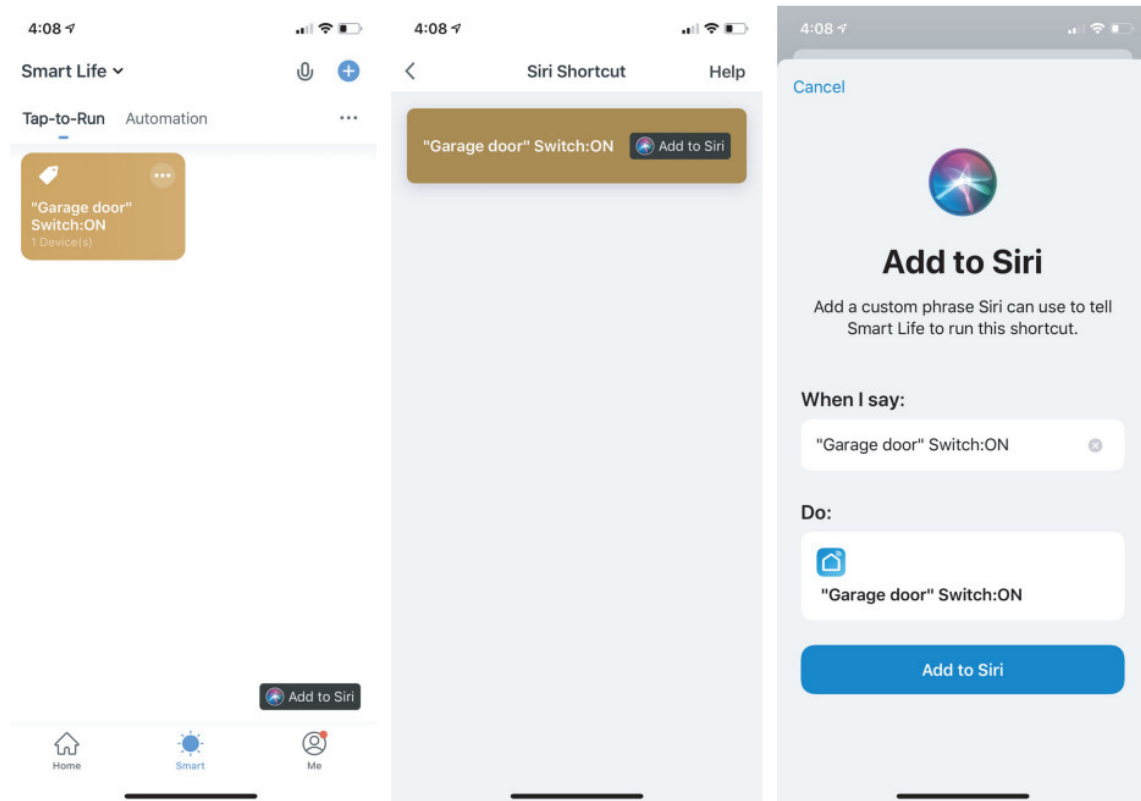 4:08
Smart Life
Tap-to-Run Automation
"Garage door"
Switch:ON
1 Device(s)
Add to Siri
Home Smart Me
4:08
Siri Shortcut Help
"Garage door" Switch:ON Add to Siri
4:08
Cancel
Add to Siri
Add a custom phrase Siri can use to tell
Smart Life to run this shortcut.
When I say:
"Garage door" Switch:ON
Do:
"Garage door" Switch:ON
Add to Siri